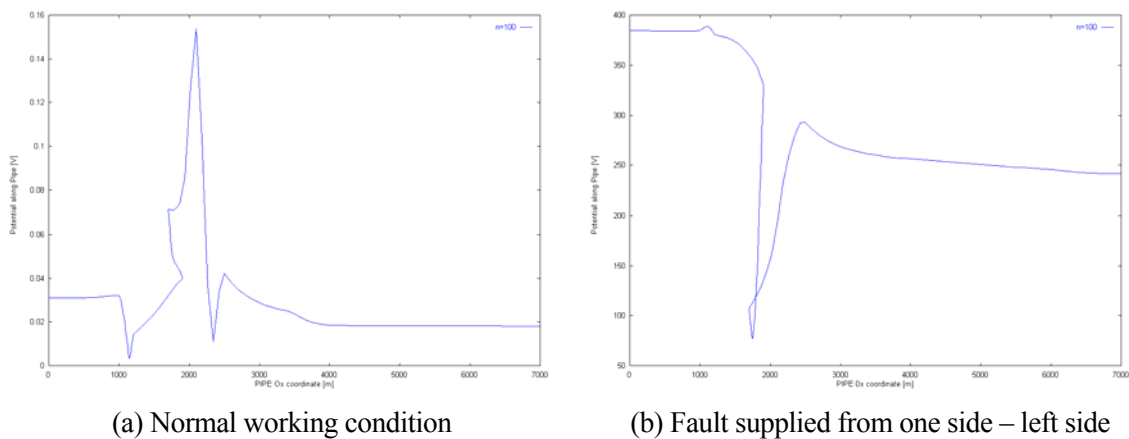 0.16
0.14
0.12
0.1
0.08
0.06
0.04
0.02
0
Potential along Pipe [V]
n=100
0 1000 2000 3000 4000 5000 6000 7000
PIPE Ox coordinate [m]
(a) Normal working condition
400
350
300
250
200
150
100
50
Potential along Pipe [V]
n=100
0 1000 2000 3000 4000 5000 6000 7000
PIPE Ox coordinate [m]
(b) Fault supplied from one side – left side